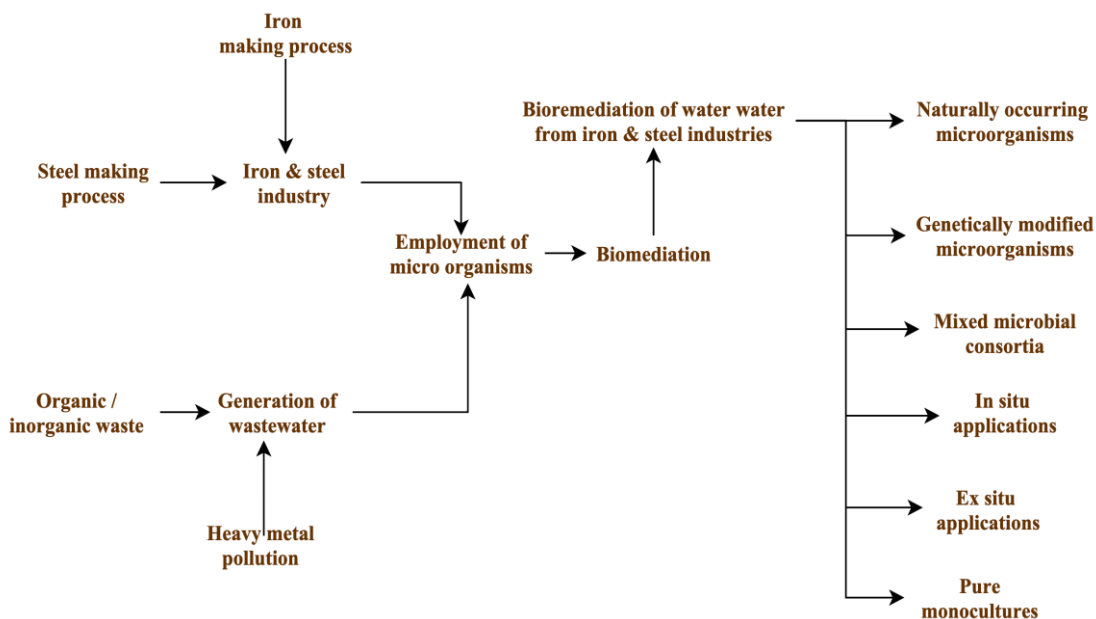 Iron
making process
Steel making
process
Iron & steel
industry
Employment of
micro organisms
Biomediation
Bioremediation of water water
from iron & steel industries
Organic /
inorganic waste
Generation of
wastewater
Heavy metal
pollution
Naturally occurring
microorganisms
Genetically modified
microorganisms
Mixed microbial
consortia
In situ
applications
Ex situ
applications
Pure
monocultures